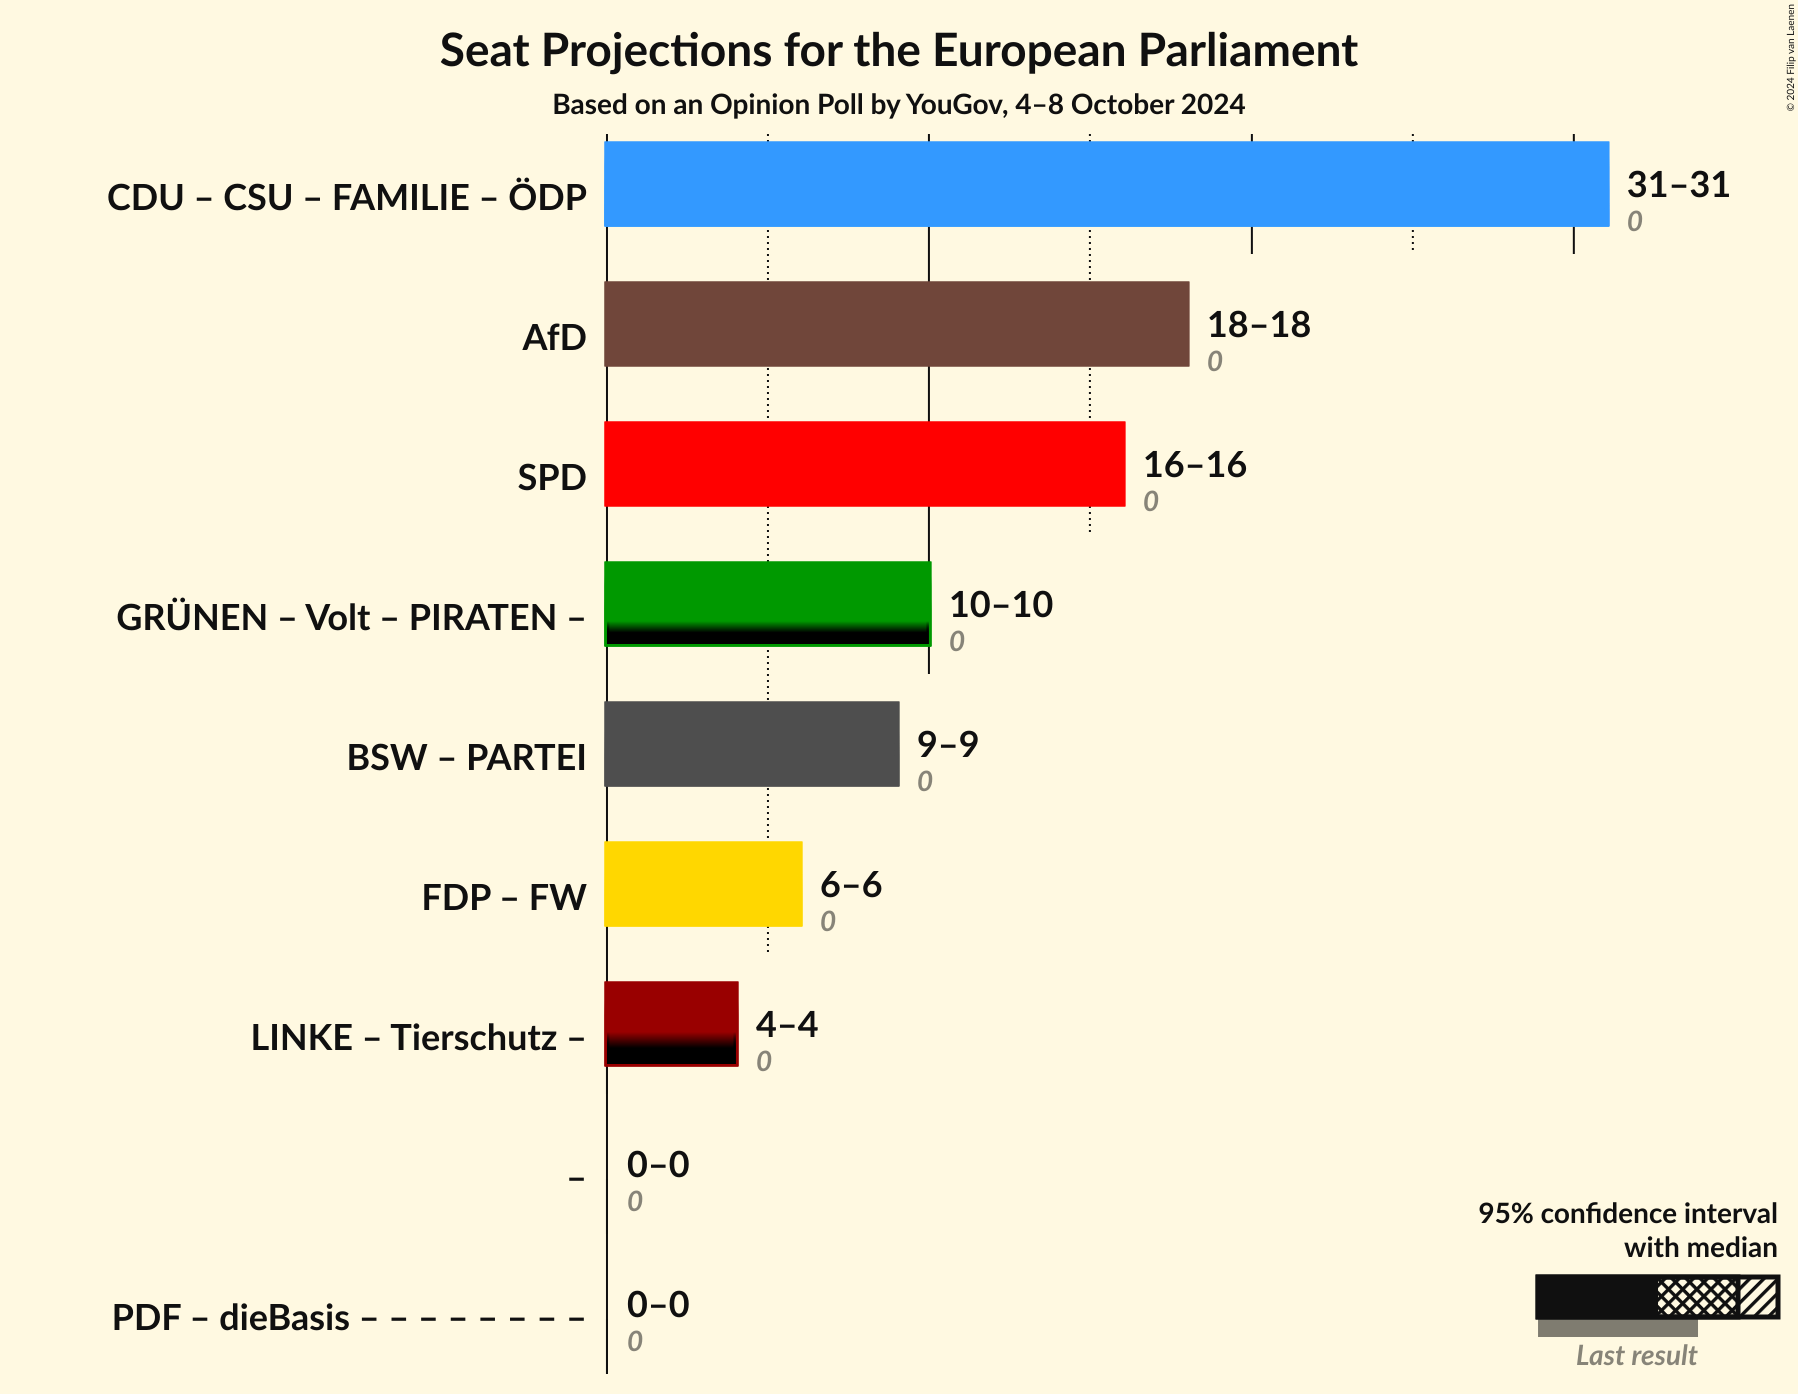 Seat Projections for the European Parliament
Based on an Opinion Poll by YouGov, 4–8 October 2024
© 2024 Filip van Laenen
CDU – CSU – FAMILIE – ÖDP
31–31
0
AfD
18–18
0
SPD
16–16
0
GRÜNEN – Volt – PIRATEN –
10–10
0
BSW – PARTEI
9–9
0
FDP – FW
6–6
0
LINKE – Tierschutz –
4–4
0
–
0–0
0
PDF – dieBasis – – – – – – – –
0–0
0
95% confidence interval
with median
Last result